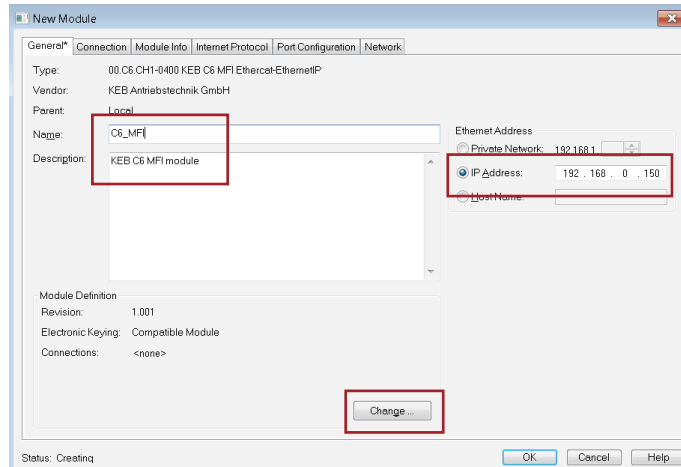 New Module
General* Connection Module Info Internet Protocol Port Configuration Network
Type: 00.C6.CH1-0400 KEB C6 MFI Ethercat-EthernetIP
Vendor: KEB Antriebstechnik GmbH
Parent: Local
Name: C6_MFI
Description: KEB C6 MFI module
Ethernet Address
Private Network: 192.168.1.
IP Address: 192 . 168 . 0 . 150
Host Name:
Module Definition
Revision: 1.001
Electronic Keying: Compatible Module
Connections: <none>
Change ...
Status: Creating
OK Cancel Help